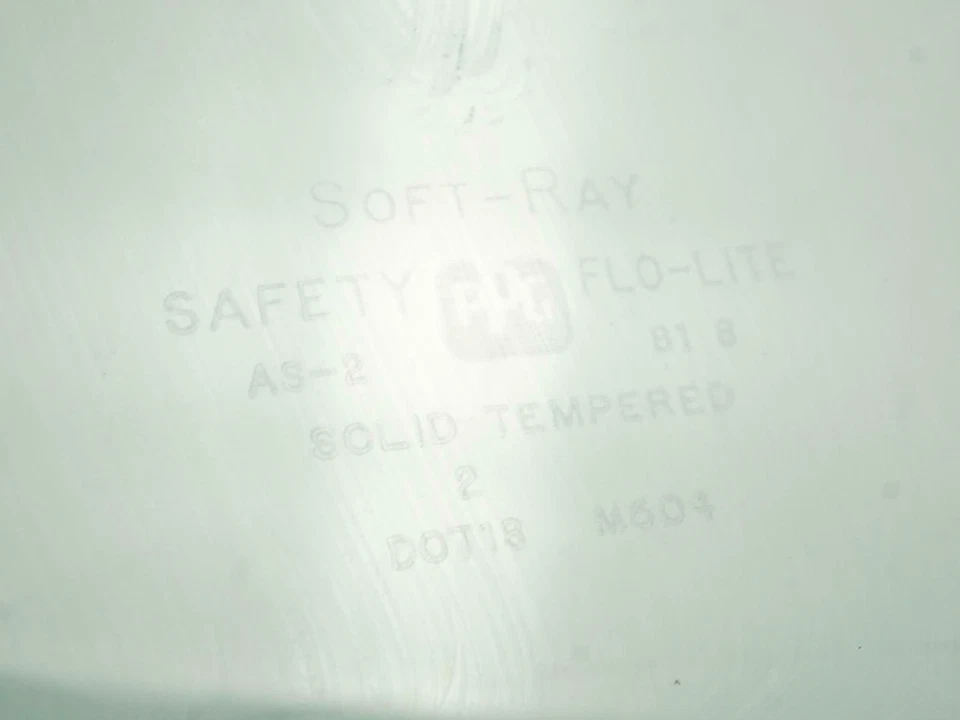 SOFT-RAY
SAFETY PPG FLO-LITE
AS-2 81 8
SOLID TEMPERED
2
DOT18 M604